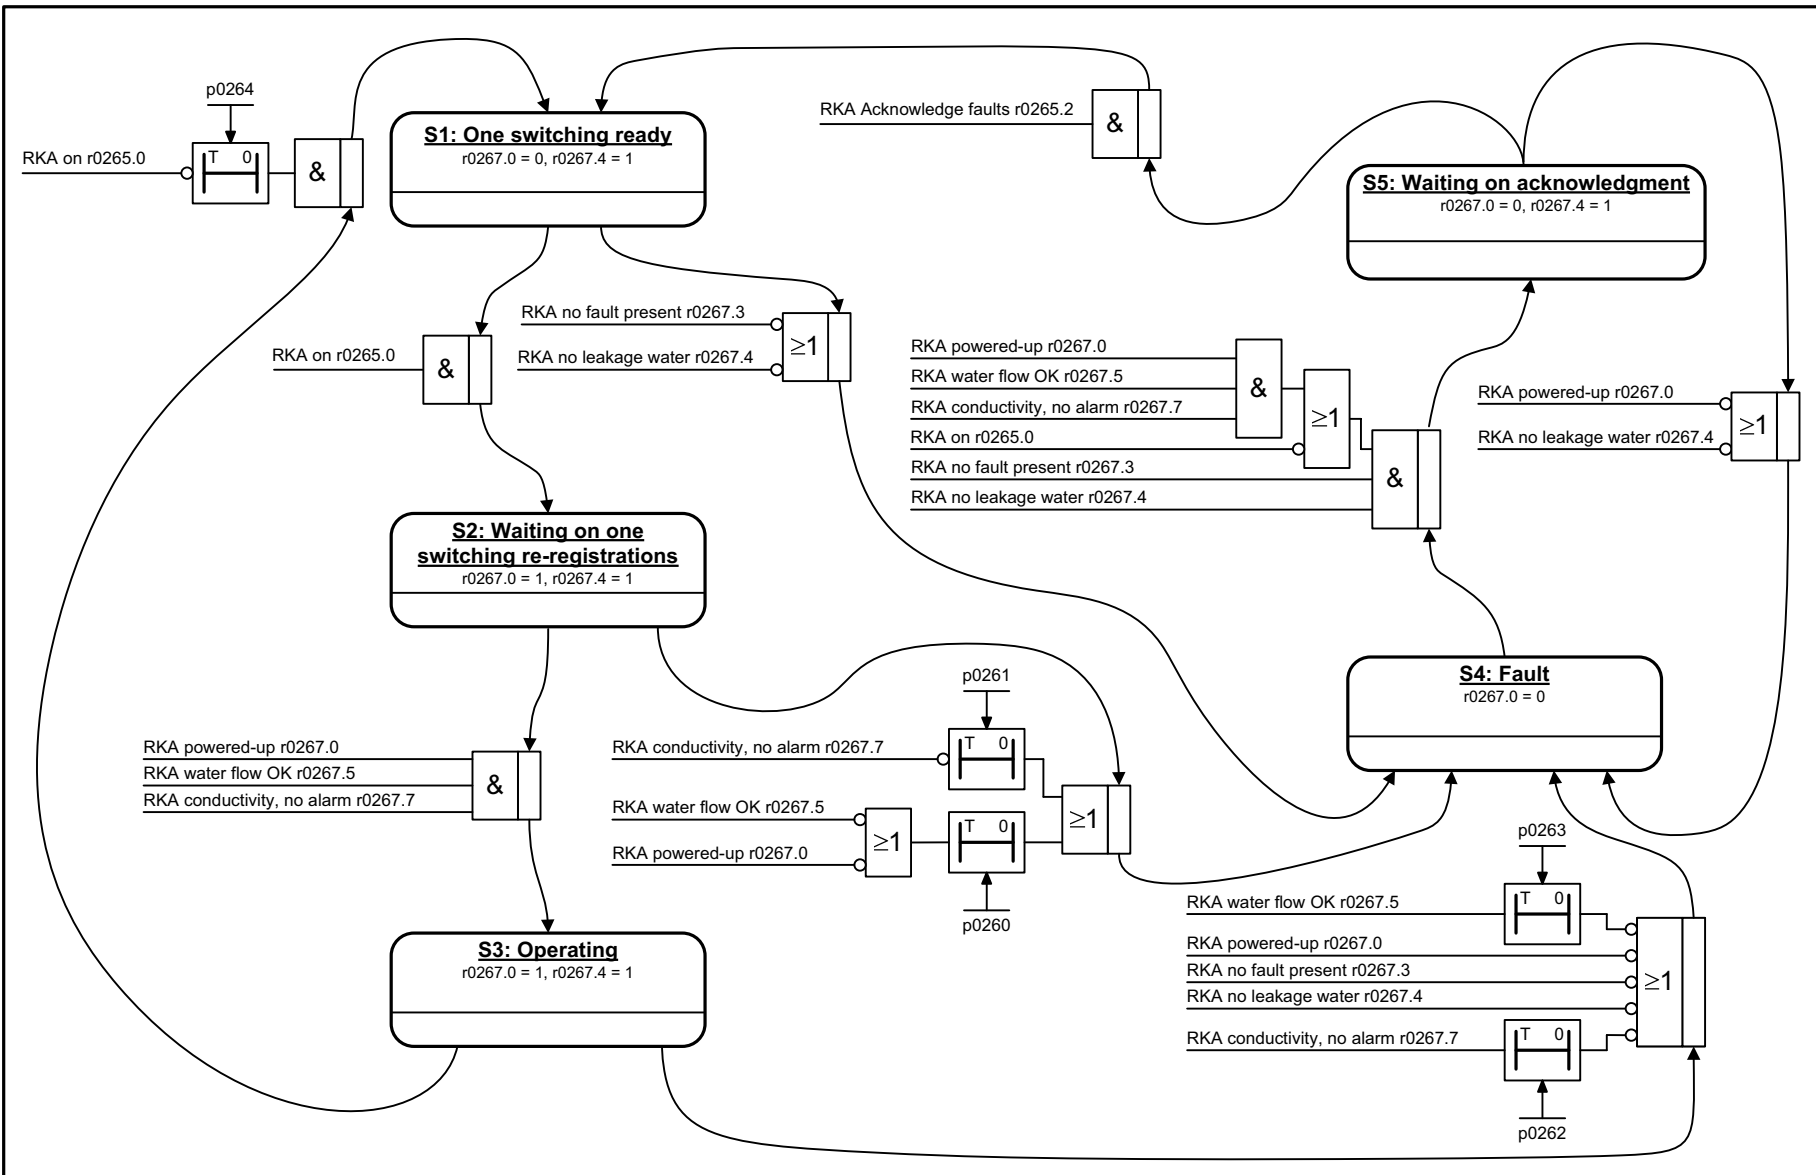 p0264
RKA on r0265.0
T 0
&
S1: One switching ready
r0267.0 = 0, r0267.4 = 1
RKA Acknowledge faults r0265.2
&
S5: Waiting on acknowledgment
r0267.0 = 0, r0267.4 = 1
RKA on r0265.0
&
RKA no fault present r0267.3
RKA no leakage water r0267.4
≥1
RKA powered-up r0267.0
RKA water flow OK r0267.5
RKA conductivity, no alarm r0267.7
RKA on r0265.0
RKA no fault present r0267.3
RKA no leakage water r0267.4
&
≥1
&
RKA powered-up r0267.0
RKA no leakage water r0267.4
≥1
S2: Waiting on one
switching re-registrations
r0267.0 = 1, r0267.4 = 1
S4: Fault
r0267.0 = 0
RKA powered-up r0267.0
RKA water flow OK r0267.5
RKA conductivity, no alarm r0267.7
&
p0261
RKA conductivity, no alarm r0267.7
T 0
RKA water flow OK r0267.5
RKA powered-up r0267.0
≥1
T 0
p0260
≥1
S3: Operating
r0267.0 = 1, r0267.4 = 1
p0263
RKA water flow OK r0267.5
T 0
RKA powered-up r0267.0
RKA no fault present r0267.3
RKA no leakage water r0267.4
RKA conductivity, no alarm r0267.7
T 0
≥1
p0262